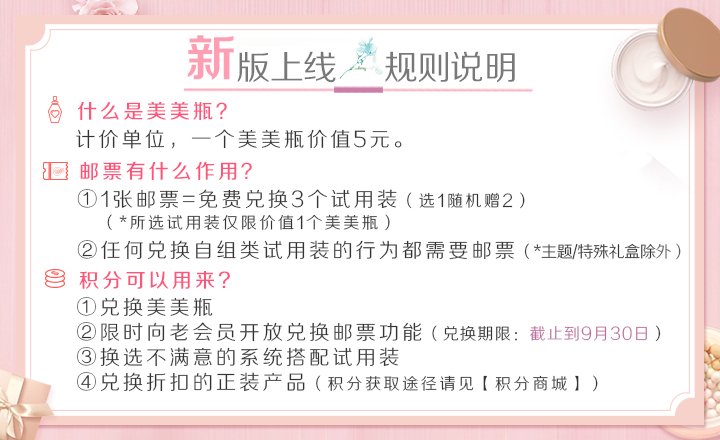 新版上线 规则说明
什么是美美瓶？
计价单位，一个美美瓶价值5元。
邮票有什么作用？
①1张邮票=免费兑换3个试用装（选1随机赠2）
（*所选试用装仅限价值1个美美瓶）
②任何兑换自组类试用装的行为都需要邮票（*主题/特殊礼盒除外）
积分可以用来？
①兑换美美瓶
②限时向老会员开放兑换邮票功能（兑换期限：截止到9月30日）
③换选不满意的系统搭配试用装
④兑换折扣的正装产品（积分获取途径请见【积分商城】）